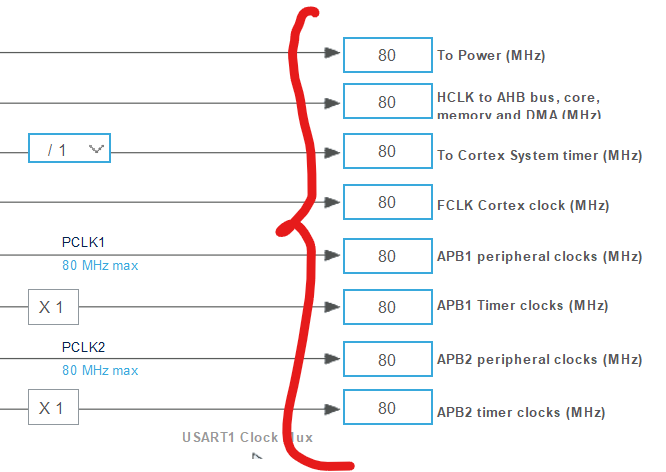 80 To Power (MHz)
80 HCLK to AHB bus, core,
memory and DMA (MHz)
/ 1 80 To Cortex System timer (MHz)
80 FCLK Cortex clock (MHz)
PCLK1
80 APB1 peripheral clocks (MHz)
80 MHz max
X 1 80 APB1 Timer clocks (MHz)
PCLK2
80 APB2 peripheral clocks (MHz)
80 MHz max
X 1 80 APB2 timer clocks (MHz)
USART1 Clock